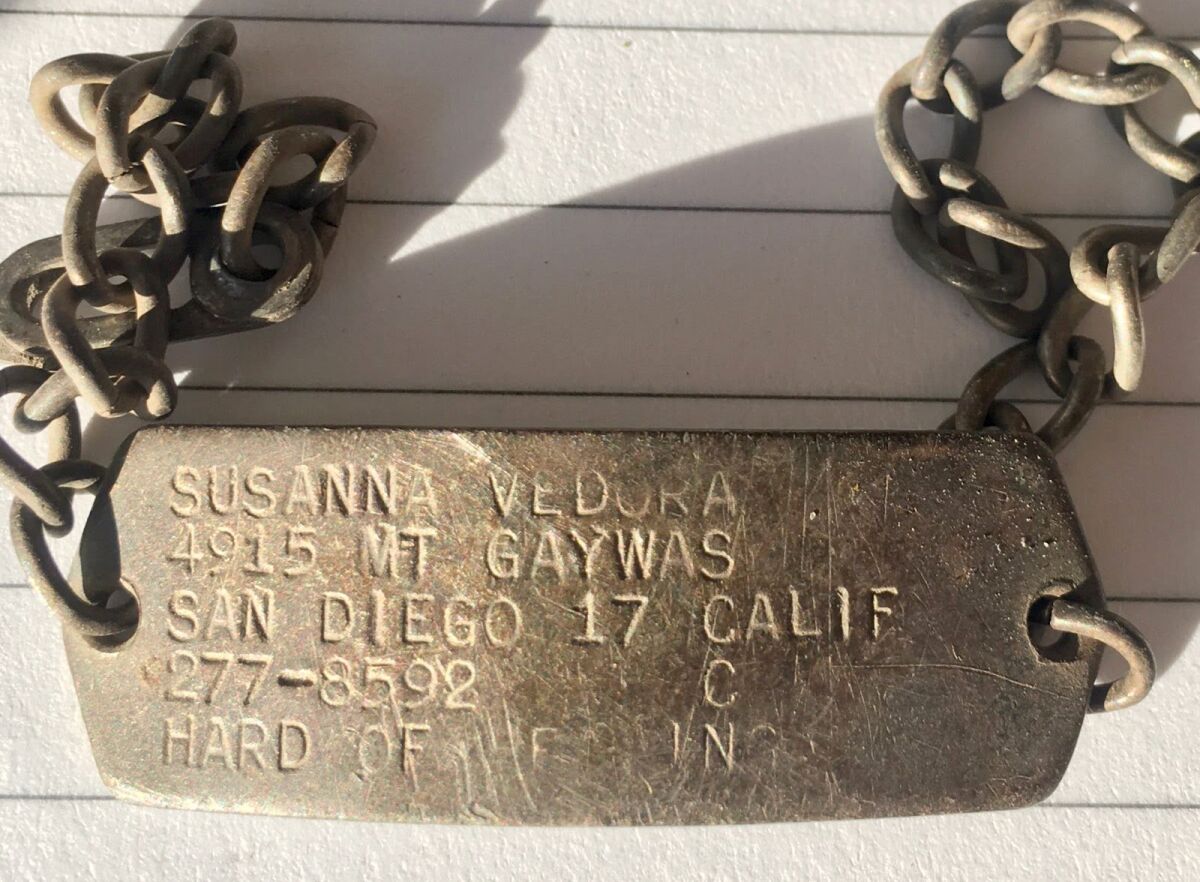 SUSANNA VEDORA
4915 MT GAYWAS
SAN DIEGO 17 CALIF
277-8592 C
HARD OF